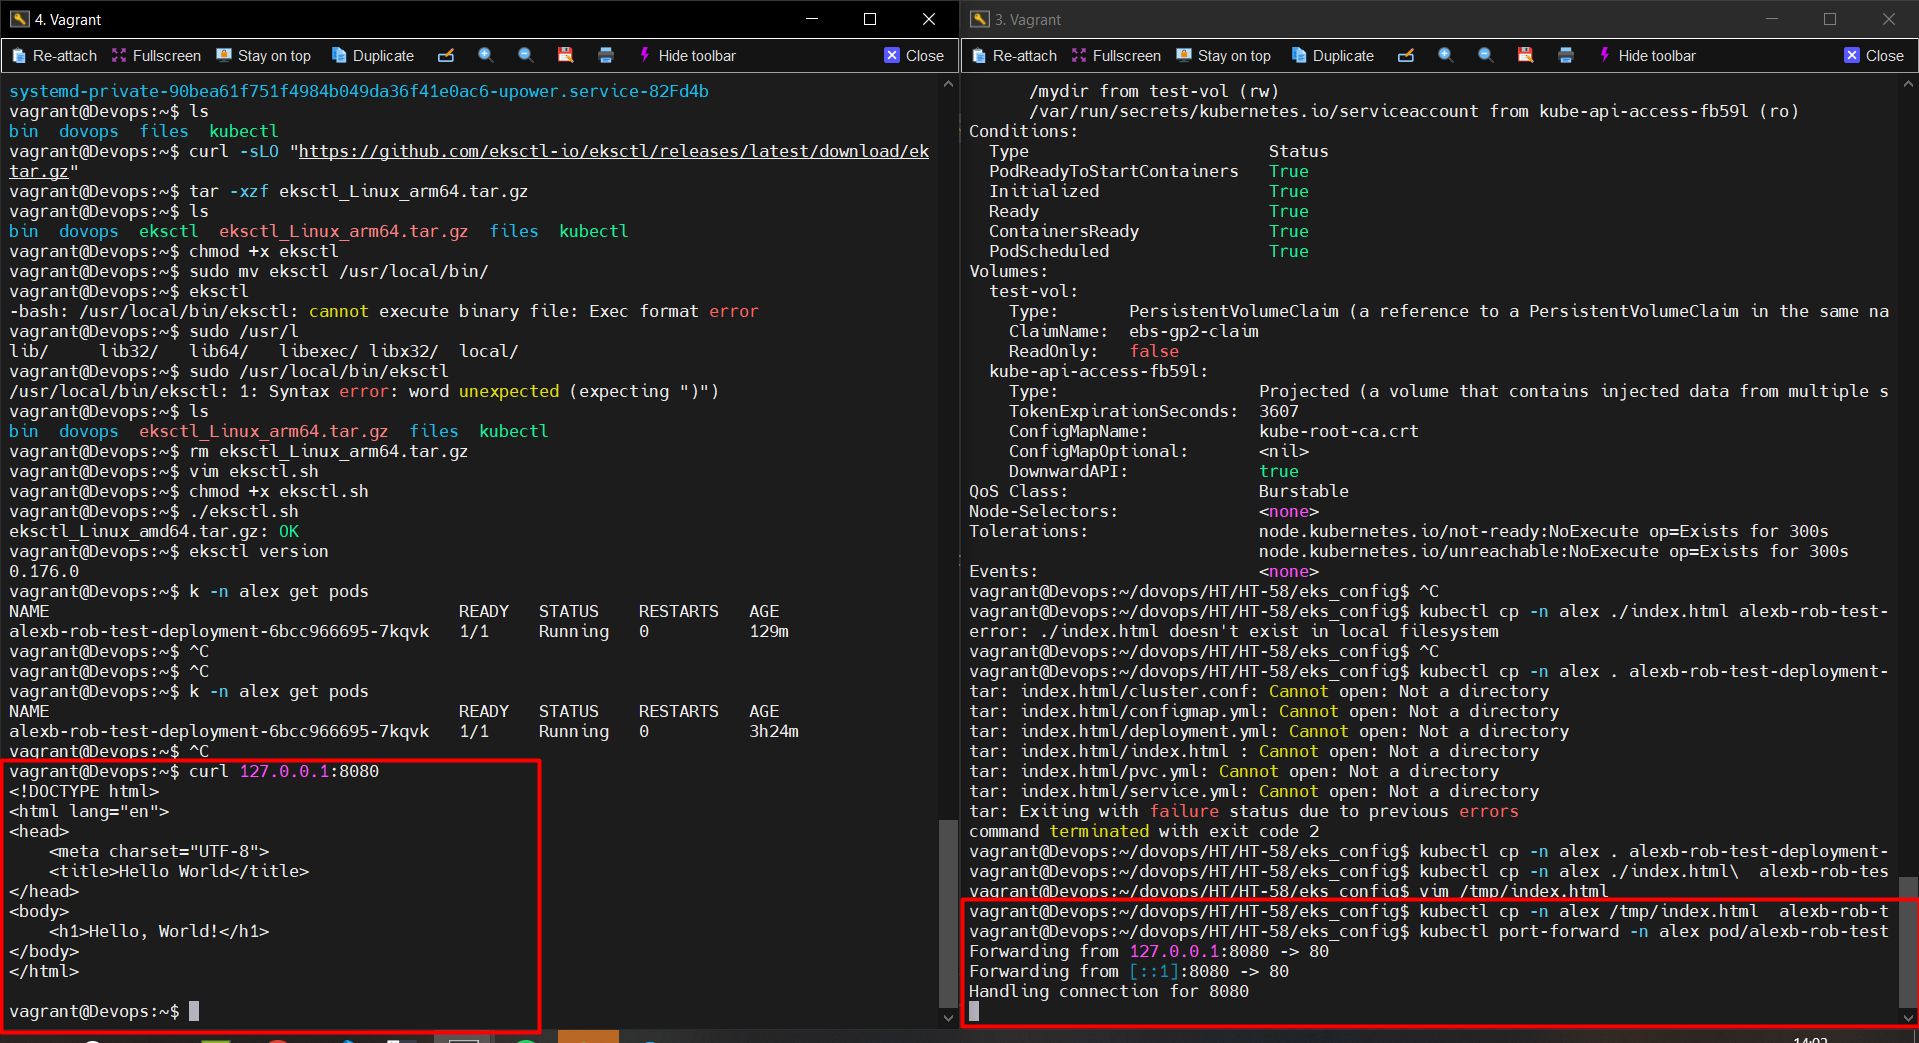 4. Vagrant
Re-attach Fullscreen Stay on top Duplicate Hide toolbar Close
systemd-private-90bea61f751f4984b049da36f41e0ac6-upower.service-82Fd4b
vagrant@Devops:~$ ls
bin dovops files kubectl
vagrant@Devops:~$ curl -sLO "https://github.com/eksctl-io/eksctl/releases/latest/download/ek
tar.gz"
vagrant@Devops:~$ tar -xzf eksctl_Linux_arm64.tar.gz
vagrant@Devops:~$ ls
bin dovops eksctl eksctl_Linux_arm64.tar.gz files kubectl
vagrant@Devops:~$ chmod +x eksctl
vagrant@Devops:~$ sudo mv eksctl /usr/local/bin/
vagrant@Devops:~$ eksctl
-bash: /usr/local/bin/eksctl: cannot execute binary file: Exec format error
vagrant@Devops:~$ sudo /usr/l
lib/ lib32/ lib64/ libexec/ libx32/ local/
vagrant@Devops:~$ sudo /usr/local/bin/eksctl
/usr/local/bin/eksctl: 1: Syntax error: word unexpected (expecting ")")
vagrant@Devops:~$ ls
bin dovops eksctl_Linux_arm64.tar.gz files kubectl
vagrant@Devops:~$ rm eksctl_Linux_arm64.tar.gz
vagrant@Devops:~$ vim eksctl.sh
vagrant@Devops:~$ chmod +x eksctl.sh
vagrant@Devops:~$ ./eksctl.sh
eksctl_Linux_amd64.tar.gz: OK
vagrant@Devops:~$ eksctl version
0.176.0
vagrant@Devops:~$ k -n alex get pods
NAME READY STATUS RESTARTS AGE
alexb-rob-test-deployment-6bcc966695-7kqvk 1/1 Running 0 129m
vagrant@Devops:~$ ^C
vagrant@Devops:~$ ^C
vagrant@Devops:~$ k -n alex get pods
NAME READY STATUS RESTARTS AGE
alexb-rob-test-deployment-6bcc966695-7kqvk 1/1 Running 0 3h24m
vagrant@Devops:~$ ^C
vagrant@Devops:~$ curl 127.0.0.1:8080
<!DOCTYPE html>
<html lang="en">
<head>
<meta charset="UTF-8">
<title>Hello World</title>
</head>
<body>
<h1>Hello, World!</h1>
</body>
</html>
vagrant@Devops:~$
3. Vagrant
Re-attach Fullscreen Stay on top Duplicate Hide toolbar Close
/mydir from test-vol (rw)
/var/run/secrets/kubernetes.io/serviceaccount from kube-api-access-fb59l (ro)
Conditions:
Type Status
PodReadyToStartContainers True
Initialized True
Ready True
ContainersReady True
PodScheduled True
Volumes:
test-vol:
Type: PersistentVolumeClaim (a reference to a PersistentVolumeClaim in the same na
ClaimName: ebs-gp2-claim
ReadOnly: false
kube-api-access-fb59l:
Type: Projected (a volume that contains injected data from multiple s
TokenExpirationSeconds: 3607
ConfigMapName: kube-root-ca.crt
ConfigMapOptional: <nil>
DownwardAPI: true
QoS Class: Burstable
Node-Selectors: <none>
Tolerations: node.kubernetes.io/not-ready:NoExecute op=Exists for 300s
node.kubernetes.io/unreachable:NoExecute op=Exists for 300s
Events: <none>
vagrant@Devops:~/dovops/HT/HT-58/eks_config$ ^C
vagrant@Devops:~/dovops/HT/HT-58/eks_config$ kubectl cp -n alex ./index.html alexb-rob-test-
error: ./index.html doesn't exist in local filesystem
vagrant@Devops:~/dovops/HT/HT-58/eks_config$ ^C
vagrant@Devops:~/dovops/HT/HT-58/eks_config$ kubectl cp -n alex . alexb-rob-test-deployment-
tar: index.html/cluster.conf: Cannot open: Not a directory
tar: index.html/configmap.yml: Cannot open: Not a directory
tar: index.html/deployment.yml: Cannot open: Not a directory
tar: index.html/index.html : Cannot open: Not a directory
tar: index.html/pvc.yml: Cannot open: Not a directory
tar: index.html/service.yml: Cannot open: Not a directory
tar: Exiting with failure status due to previous errors
command terminated with exit code 2
vagrant@Devops:~/dovops/HT/HT-58/eks_config$ kubectl cp -n alex . alexb-rob-test-deployment-
vagrant@Devops:~/dovops/HT/HT-58/eks_config$ kubectl cp -n alex ./index.html\ alexb-rob-tes
vagrant@Devops:~/dovops/HT/HT-58/eks_config$ vim /tmp/index.html
vagrant@Devops:~/dovops/HT/HT-58/eks_config$ kubectl cp -n alex /tmp/index.html alexb-rob-t
vagrant@Devops:~/dovops/HT/HT-58/eks_config$ kubectl port-forward -n alex pod/alexb-rob-test
Forwarding from 127.0.0.1:8080 -> 80
Forwarding from [::1]:8080 -> 80
Handling connection for 8080